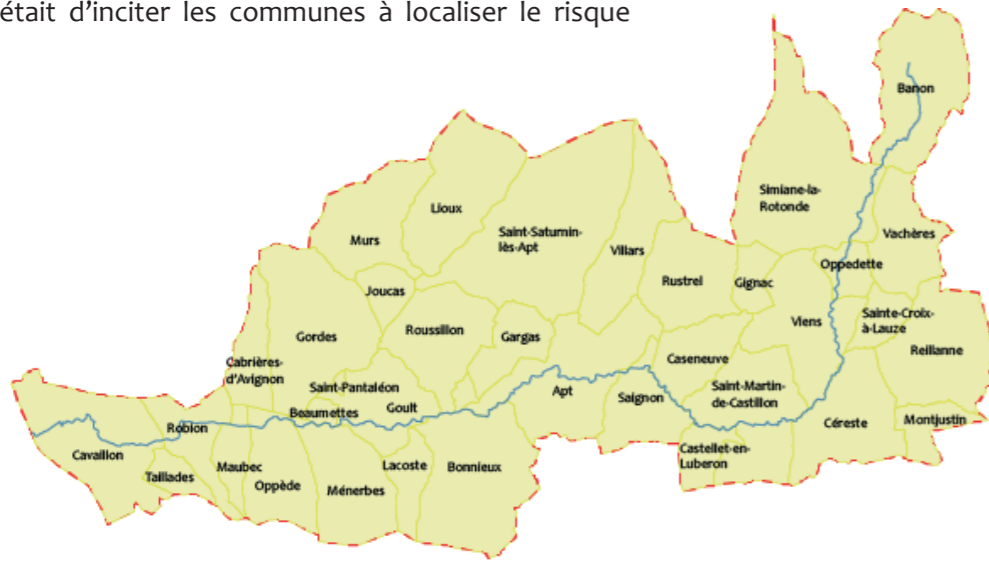 était d'inciter les communes à localiser le risque
Banon
Simiane-la-
Rotonde
Lioux
Saint-Saturnin-
lès-Apt
Vachères
Murs
Villars
Oppedette
Rustrel
Gignac
Joucas
Sainte-Croix-
à-Lauze
Viens
Roussillon
Gordes
Gargas
Reillanne
Caseneuve
Cabrières-
d'Avignon
Saint-Pantaléon
Saint-Martin-
de-Castillon
Apt
Saignon
Beaumettes
Goult
Montjustin
Céreste
Robion
Cavaillon
Castellet-en-
Luberon
Lacoste
Bonnieux
Maubec
Taillades
Oppède
Ménerbes